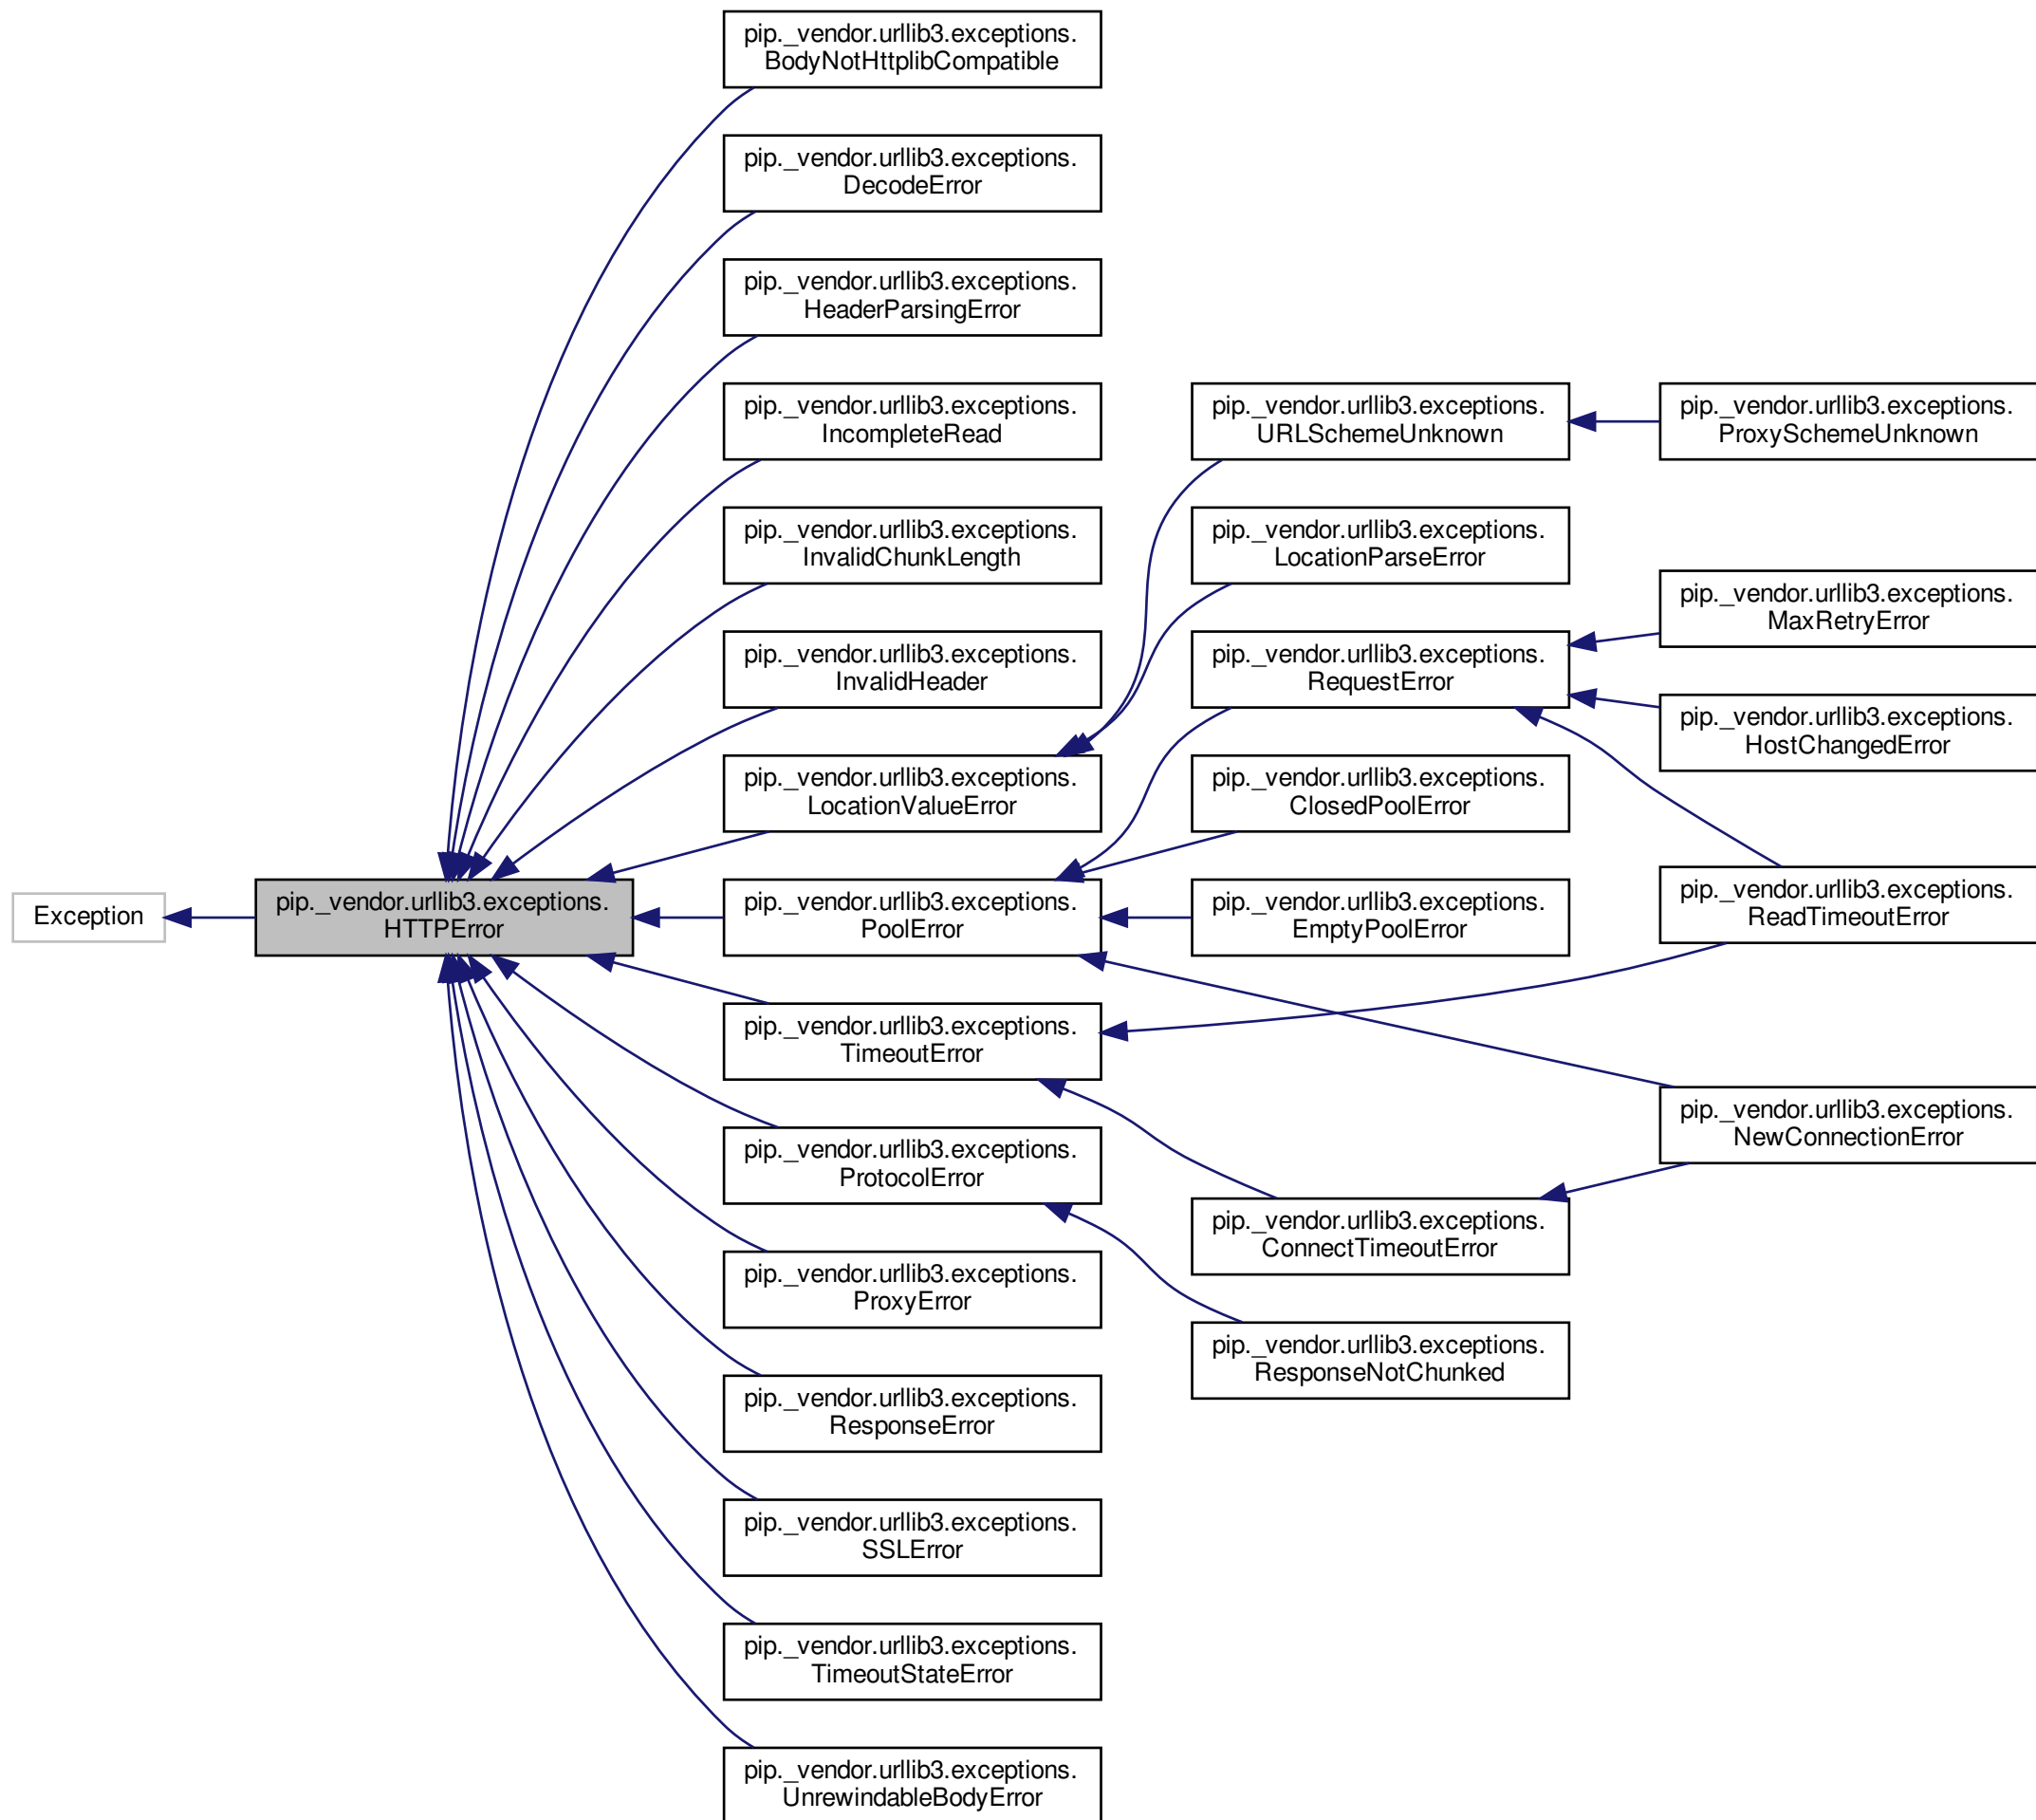 Exception
pip._vendor.urllib3.exceptions.
HTTPError
pip._vendor.urllib3.exceptions.
BodyNotHttplibCompatible
pip._vendor.urllib3.exceptions.
DecodeError
pip._vendor.urllib3.exceptions.
HeaderParsingError
pip._vendor.urllib3.exceptions.
IncompleteRead
pip._vendor.urllib3.exceptions.
InvalidChunkLength
pip._vendor.urllib3.exceptions.
InvalidHeader
pip._vendor.urllib3.exceptions.
LocationValueError
pip._vendor.urllib3.exceptions.
PoolError
pip._vendor.urllib3.exceptions.
TimeoutError
pip._vendor.urllib3.exceptions.
ProtocolError
pip._vendor.urllib3.exceptions.
ProxyError
pip._vendor.urllib3.exceptions.
ResponseError
pip._vendor.urllib3.exceptions.
SSLError
pip._vendor.urllib3.exceptions.
TimeoutStateError
pip._vendor.urllib3.exceptions.
UnrewindableBodyError
pip._vendor.urllib3.exceptions.
URLSchemeUnknown
pip._vendor.urllib3.exceptions.
LocationParseError
pip._vendor.urllib3.exceptions.
RequestError
pip._vendor.urllib3.exceptions.
ClosedPoolError
pip._vendor.urllib3.exceptions.
EmptyPoolError
pip._vendor.urllib3.exceptions.
ConnectTimeoutError
pip._vendor.urllib3.exceptions.
ResponseNotChunked
pip._vendor.urllib3.exceptions.
ProxySchemeUnknown
pip._vendor.urllib3.exceptions.
MaxRetryError
pip._vendor.urllib3.exceptions.
HostChangedError
pip._vendor.urllib3.exceptions.
ReadTimeoutError
pip._vendor.urllib3.exceptions.
NewConnectionError